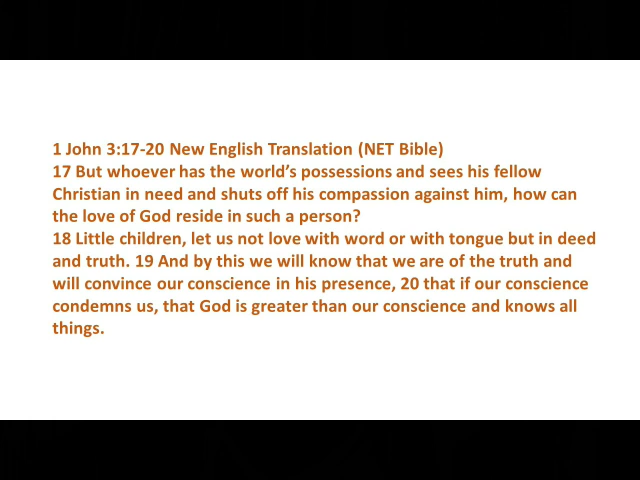 1 John 3:17-20 New English Translation (NET Bible)
17 But whoever has the world’s possessions and sees his fellow
Christian in need and shuts off his compassion against him, how can
the love of God reside in such a person?
18 Little children, let us not love with word or with tongue but in deed
and truth. 19 And by this we will know that we are of the truth and
will convince our conscience in his presence, 20 that if our conscience
condemns us, that God is greater than our conscience and knows all
things.